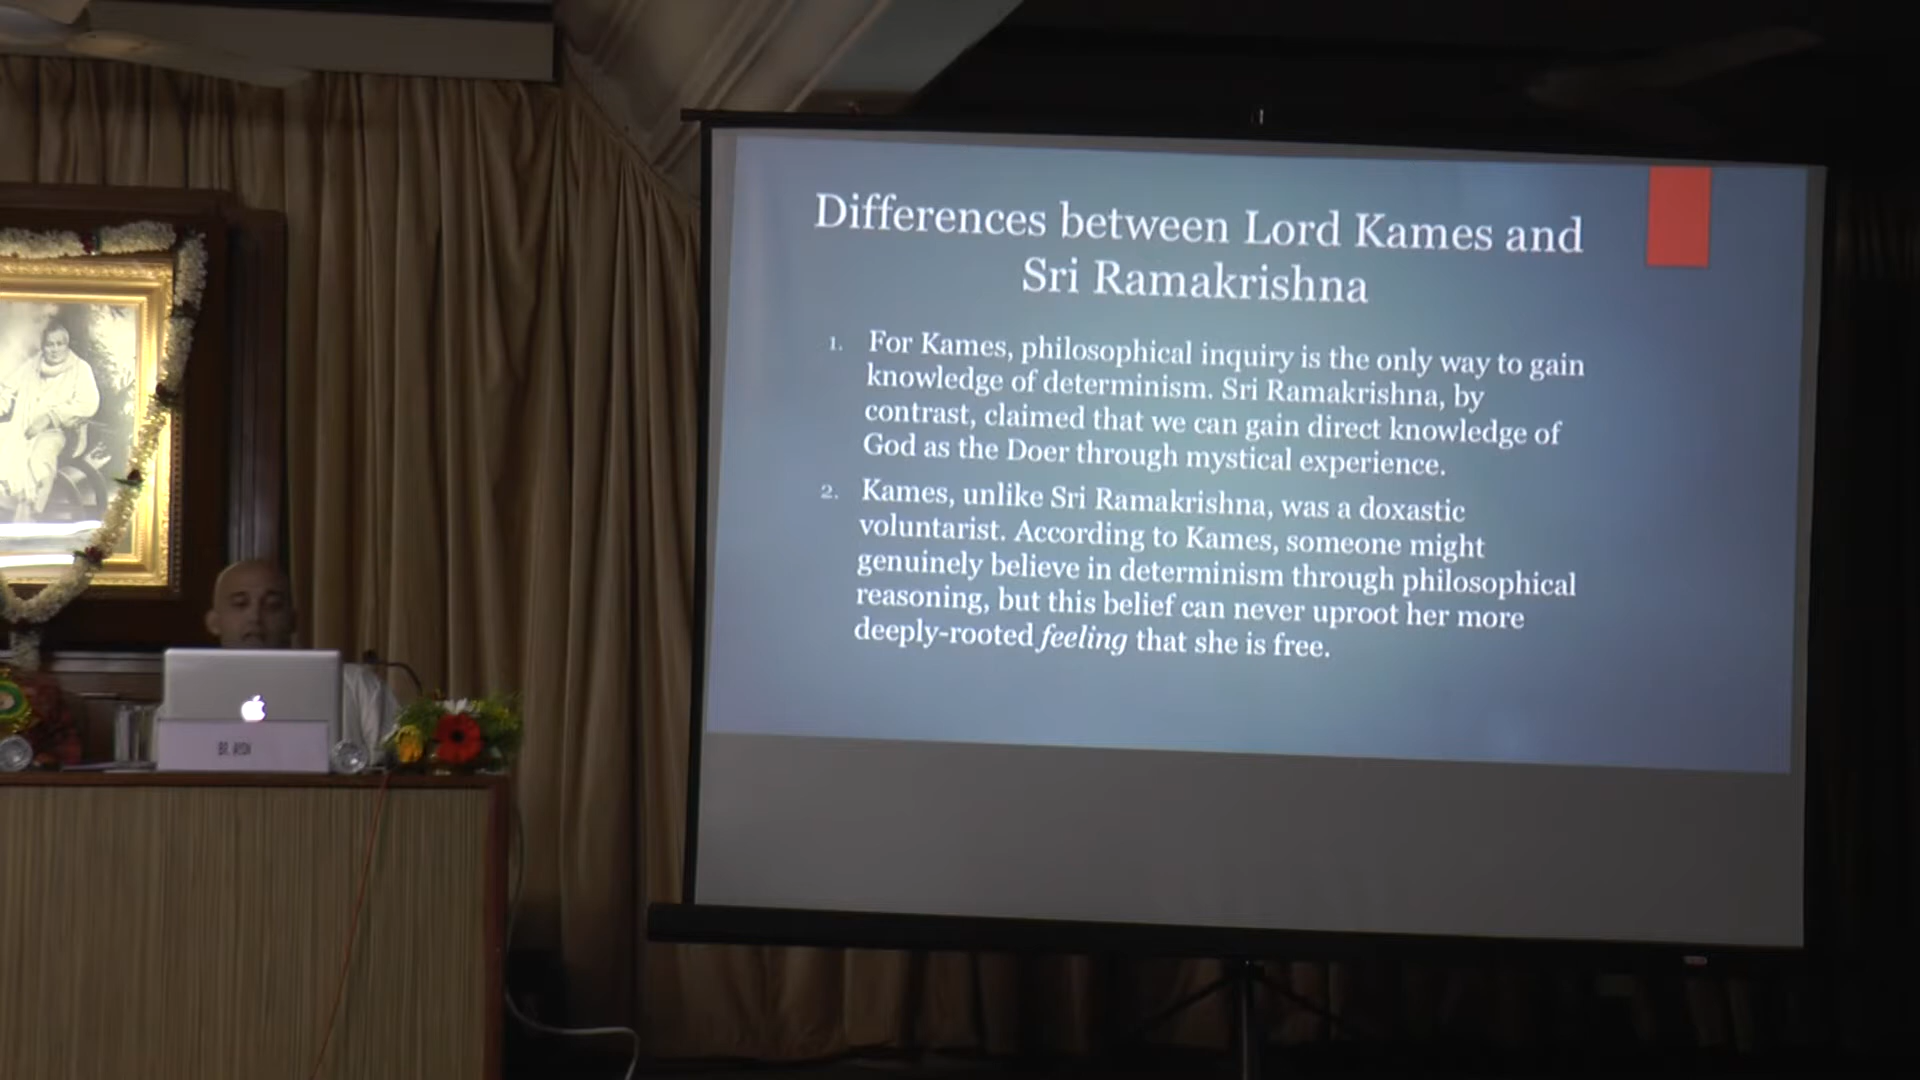 Differences between Lord Kames and
Sri Ramakrishna
1. For Kames, philosophical inquiry is the only way to gain
knowledge of determinism. Sri Ramakrishna, by
contrast, claimed that we can gain direct knowledge of
God as the Doer through mystical experience.
2. Kames, unlike Sri Ramakrishna, was a doxastic
voluntarist. According to Kames, someone might
genuinely believe in determinism through philosophical
reasoning, but this belief can never uproot her more
deeply-rooted feeling that she is free.
BR.